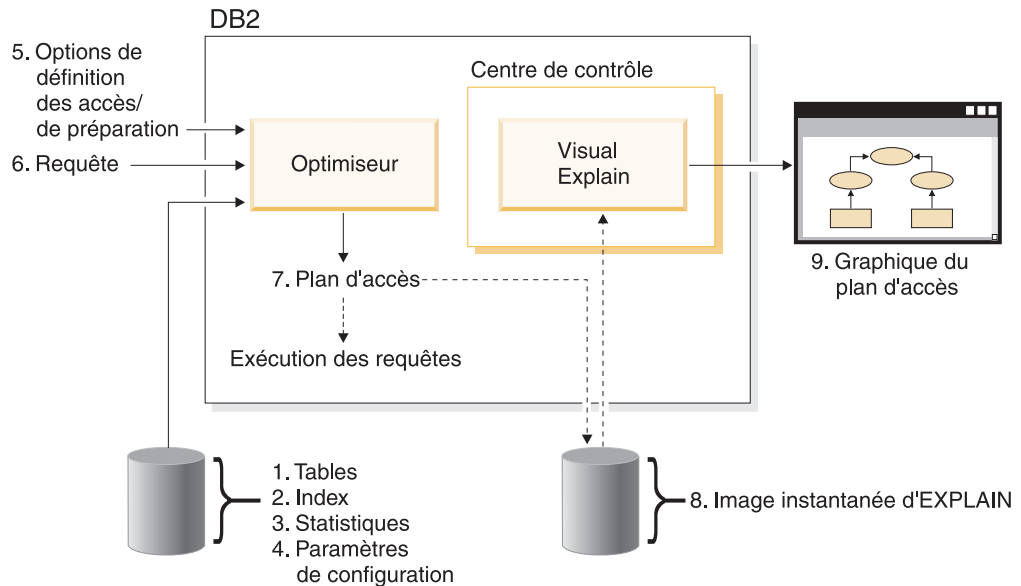 DB2
5. Options de
définition
des accès/
de préparation
6. Requête
Centre de contrôle
Optimiseur
Visual
Explain
7. Plan d'accès
Exécution des requêtes
9. Graphique du
plan d'accès
1. Tables
2. Index
3. Statistiques
4. Paramètres
de configuration
8. Image instantanée d'EXPLAIN